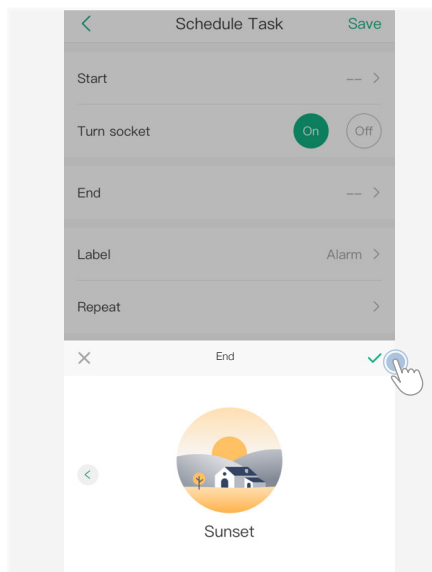 Schedule Task Save
Start -- >
Turn socket On Off
End -- >
Label Alarm >
Repeat >
End
Sunset